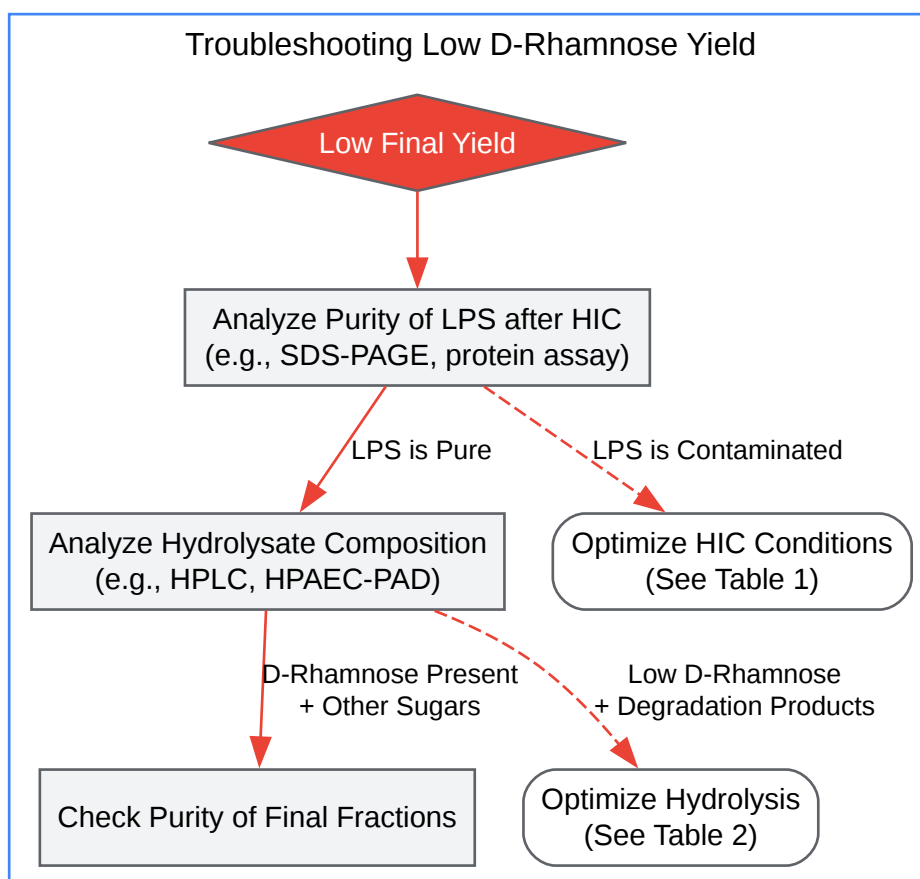 Troubleshooting Low D-Rhamnose Yield
Low Final Yield
Analyze Purity of LPS after HIC
(e.g., SDS-PAGE, protein assay)
LPS is Pure
LPS is Contaminated
Analyze Hydrolysate Composition
(e.g., HPLC, HPAEC-PAD)
Optimize HIC Conditions
(See Table 1)
D-Rhamnose Present
+ Other Sugars
Low D-Rhamnose
+ Degradation Products
Check Purity of Final Fractions
Optimize Hydrolysis
(See Table 2)